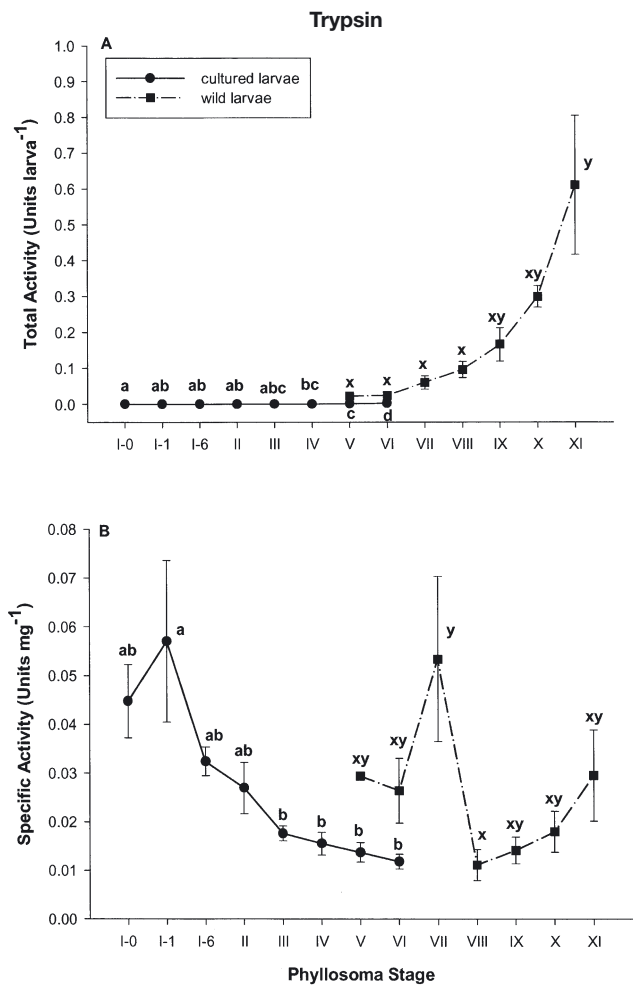 Trypsin
A
cultured larvae
wild larvae
Total Activity (Units larva-1)
1.0
0.9
0.8
0.7
0.6
0.5
0.4
0.3
0.2
0.1
0.0
a ab ab ab abc bc x x x x xy xy y
c d
I-0 I-1 I-6 II III IV V VI VII VIII IX X XI
B
Specific Activity (Units mg-1)
0.08
0.07
0.06
0.05
0.04
0.03
0.02
0.01
0.00
ab a ab ab b b b b
xy xy y x xy xy xy
I-0 I-1 I-6 II III IV V VI VII VIII IX X XI
Phyllosoma Stage